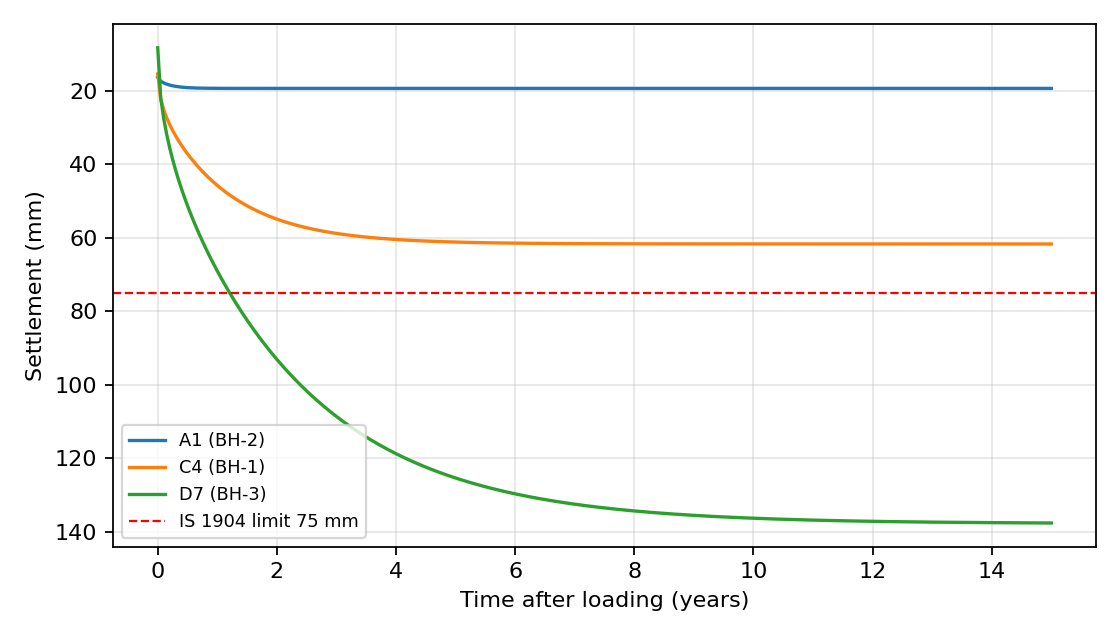 20
40
60
80
100
120
140
Settlement (mm)
A1 (BH-2)
C4 (BH-1)
D7 (BH-3)
IS 1904 limit 75 mm
0 2 4 6 8 10 12 14
Time after loading (years)